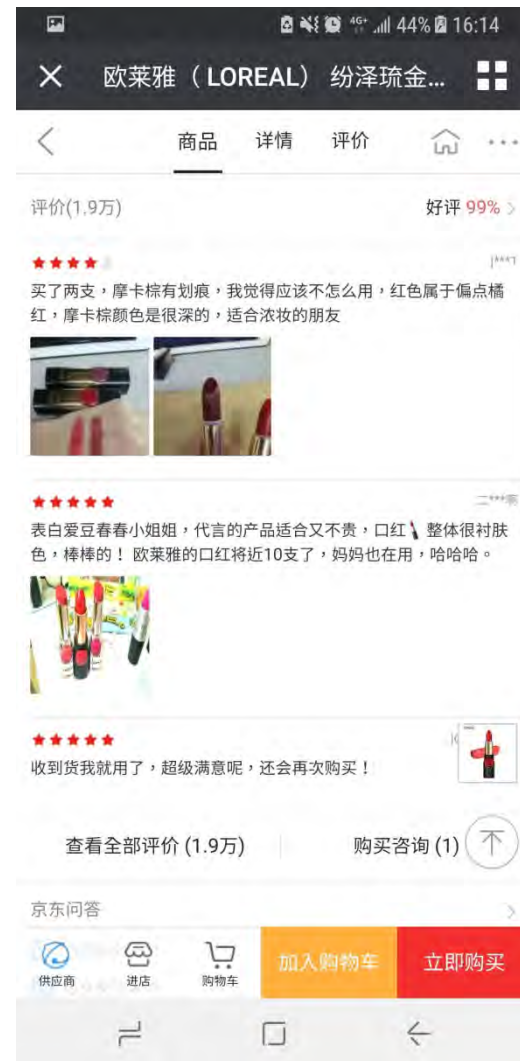 4G+ 44% 16:14
欧莱雅（LOREAL）纷泽琉金...
商品 详情 评价
评价(1.9万) 好评 99%
买了两支，摩卡棕有划痕，我觉得应该不怎么用，红色属于偏点橘
红，摩卡棕颜色是很深的，适合浓妆的朋友
二***
表白爱豆春春小姐姐，代言的产品适合又不贵，口红 整体很衬肤
色，棒棒的！ 欧莱雅的口红将近10支了，妈妈也在用，哈哈哈。
收到货我就用了，超级满意呢，还会再次购买！
查看全部评价 (1.9万) 购买咨询 (1)
京东问答
供应商 进店 购物车 加入购物车 立即购买